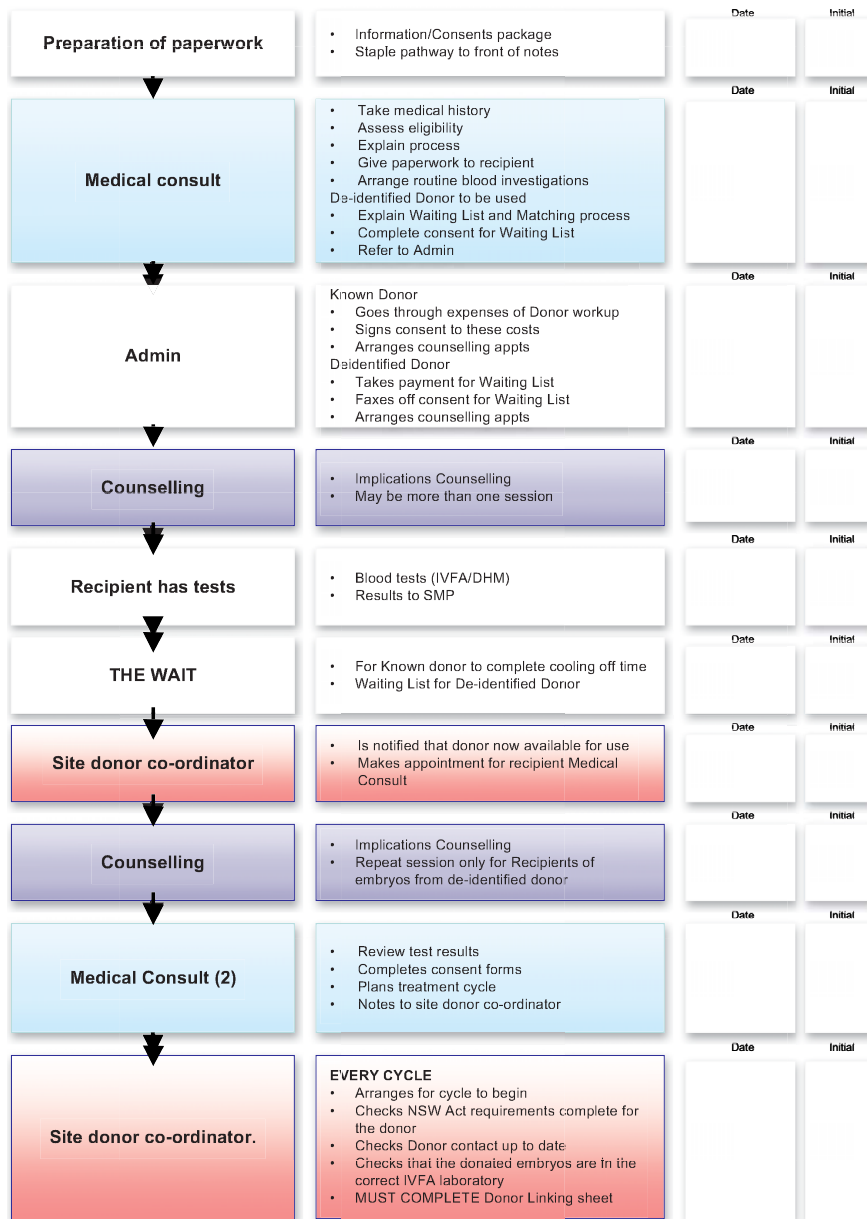 Date Initial
Preparation of paperwork
• Information/Consents package
• Staple pathway to front of notes
Date Initial
Medical consult
• Take medical history
• Assess eligibility
• Explain process
• Give paperwork to recipient
• Arrange routine blood investigations
De-identified Donor to be used
• Explain Waiting List and Matching process
• Complete consent for Waiting List
• Refer to Admin
Date Initial
Admin
Known Donor
• Goes through expenses of Donor workup
• Signs consent to these costs
• Arranges counselling appts
Deidentified Donor
• Takes payment for Waiting List
• Faxes off consent for Waiting List
• Arranges counselling appts
Date Initial
Counselling
• Implications Counselling
• May be more than one session
Date Initial
Recipient has tests
• Blood tests (IVFA/DHM)
• Results to SMP
Date Initial
THE WAIT
• For Known donor to complete cooling off time
• Waiting List for De-identified Donor
Date Initial
Site donor co-ordinator
• Is notified that donor now available for use
• Makes appointment for recipient Medical
Consult
Date Initial
Counselling
• Implications Counselling
• Repeat session only for Recipients of
embryos from de-identified donor
Date Initial
Medical Consult (2)
• Review test results
• Completes consent forms
• Plans treatment cycle
• Notes to site donor co-ordinator
Date Initial
Site donor co-ordinator.
EVERY CYCLE
• Arranges for cycle to begin
• Checks NSW Act requirements complete for
the donor
• Checks Donor contact up to date
• Checks that the donated embryos are in the
correct IVFA laboratory
• MUST COMPLETE Donor Linking sheet